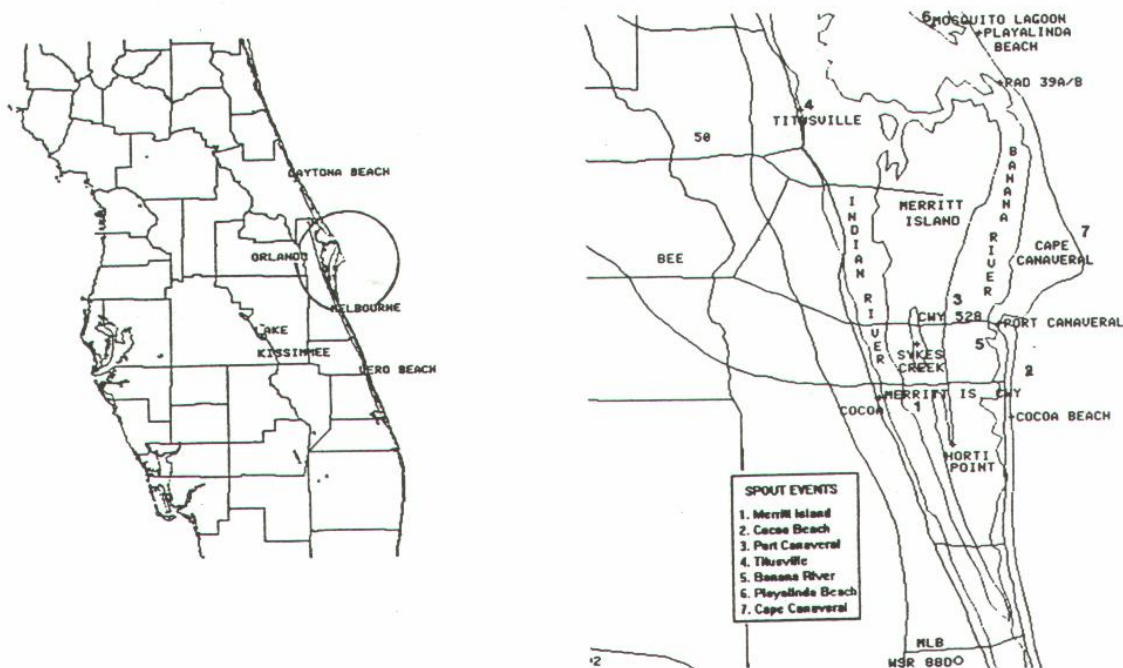 DAYTONA BEACH
ORLANDO
MELBOURNE
LAKE
KISSIMMEE
VERO BEACH
6
MOSQUITO LAGOON
PLAYALINDA
BEACH
RAD 39A/B
4
TITUSVILLE
50
BANANA RIVER
MERRITT
ISLAND
INDIAN RIVER
7
CAPE
CANAVERAL
BEE
3
CWY 528
PORT CANAVERAL
5
SYKES
CREEK
2
MERRITT IS CWY
COCOA
1
COCOA BEACH
HORTI
POINT
SPOUT EVENTS
1. Merritt Island
2. Cocoa Beach
3. Port Canaveral
4. Titusville
5. Banana River
6. Playalinda Beach
7. Cape Canaveral
MLB
WSR 88D